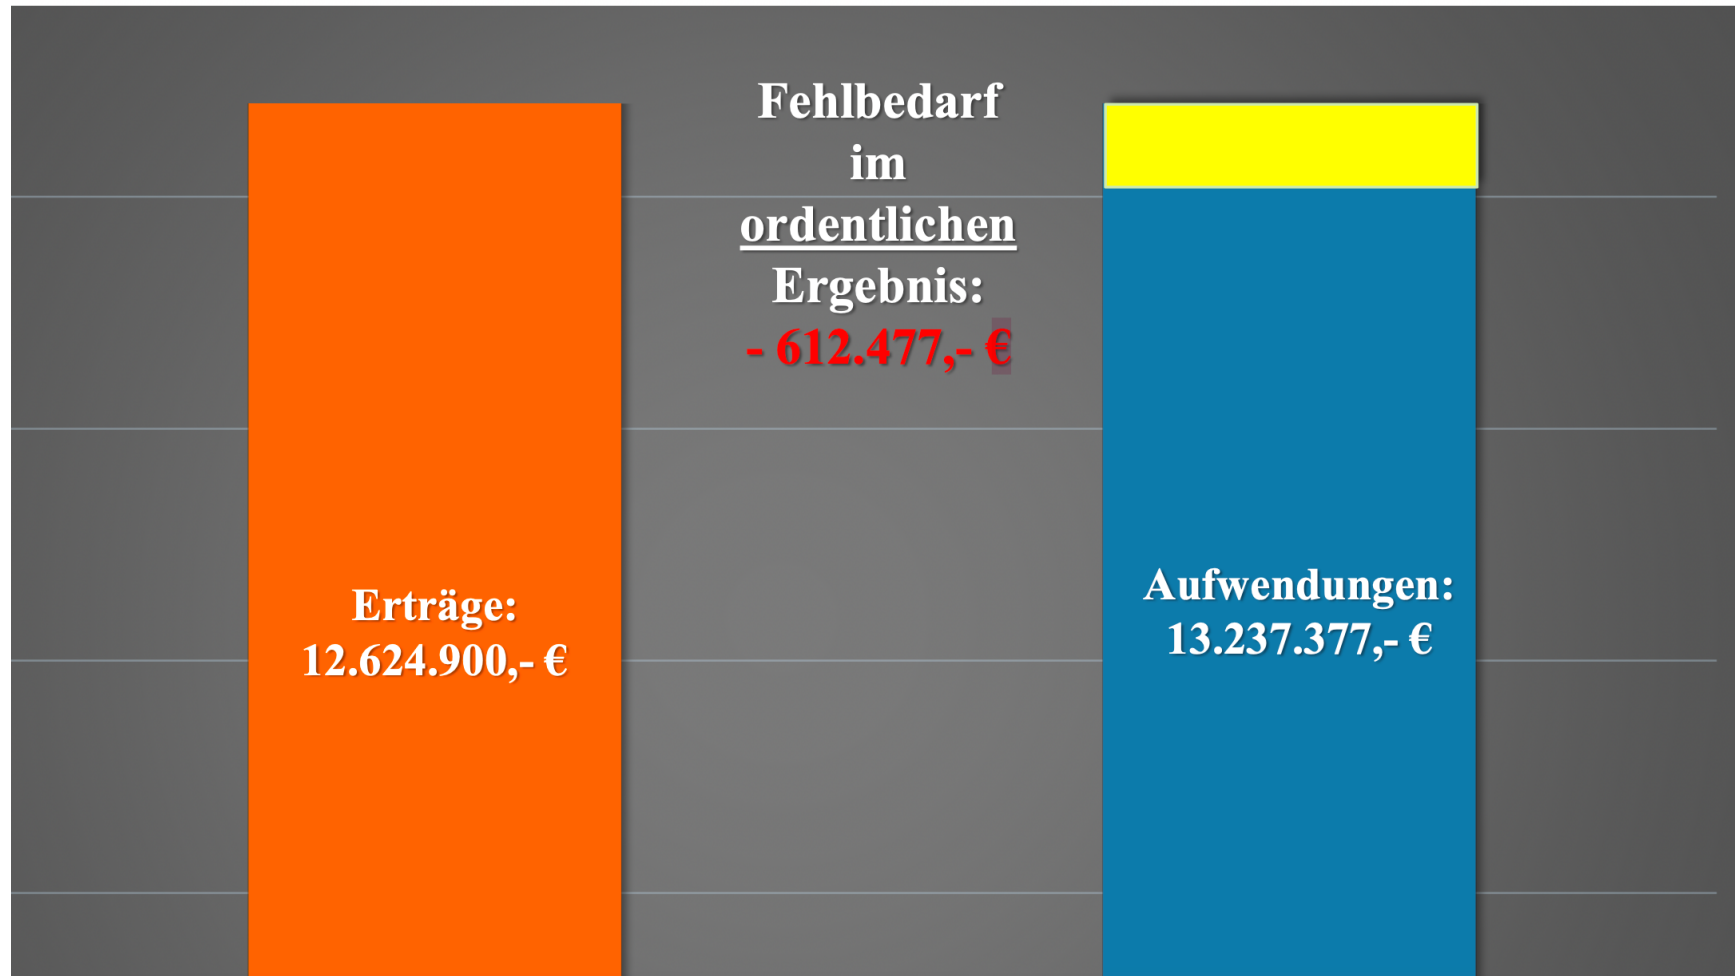 Fehlbedarf
im
ordentlichen
Ergebnis:
- 612.477,- €
Erträge:
12.624.900,- €
Aufwendungen:
13.237.377,- €